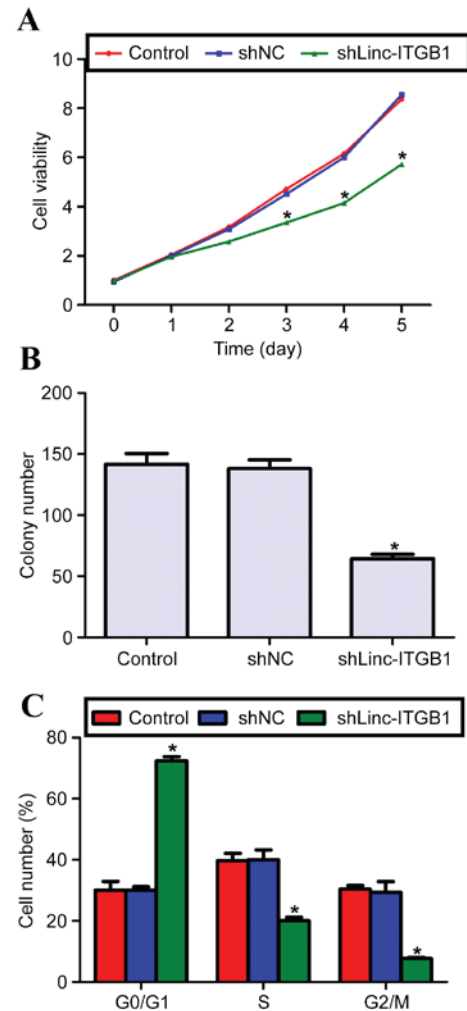 A
Control shNC shLinc-ITGB1
10
8
6
4
2
0
Cell viability
*
*
*
0 1 2 3 4 5
Time (day)
B
200
150
100
50
0
Colony number
*
Control shNC shLinc-ITGB1
C
Control shNC shLinc-ITGB1
80
60
40
20
0
Cell number (%)
*
*
*
G0/G1 S G2/M